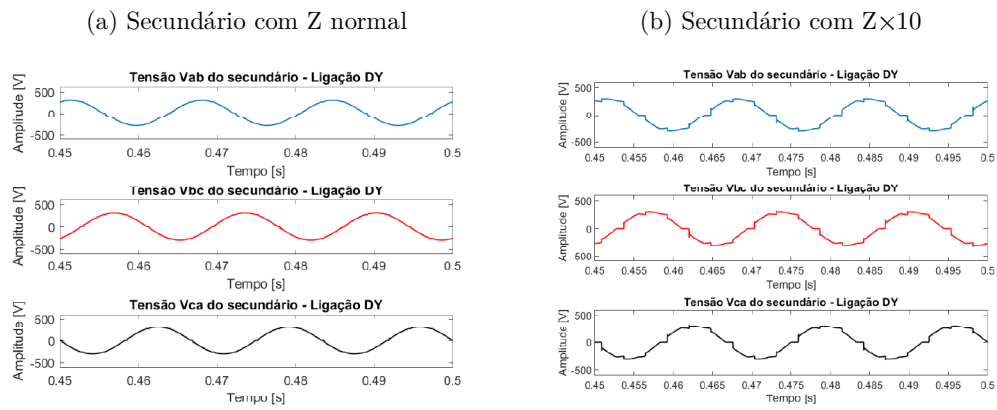 (a) Secundário com Z normal
Tensão Vab do secundário - Ligação DY
Amplitude [V]
500
0
-500
0.45 0.46 0.47 0.48 0.49 0.5
Tempo [s]
Tensão Vbc do secundário - Ligação DY
Amplitude [V]
500
0
-500
0.45 0.46 0.47 0.48 0.49 0.5
Tempo [s]
Tensão Vca do secundário - Ligação DY
Amplitude [V]
500
0
-500
0.45 0.46 0.47 0.48 0.49 0.5
Tempo [s]
(b) Secundário com Z×10
Tensão Vab do secundário - Ligação DY
Amplitude [V]
500
0
-500
0.45 0.455 0.46 0.465 0.47 0.475 0.48 0.485 0.49 0.495 0.5
Tempo [s]
Tensão Vbc do secundário - Ligação DY
Amplitude [V]
500
0
500
0.45 0.455 0.46 0.465 0.47 0.475 0.48 0.485 0.49 0.495 0.5
Tempo [s]
Tensão Vca do secundário - Ligação DY
Amplitude [V]
500
0
-500
0.45 0.455 0.46 0.465 0.47 0.475 0.48 0.485 0.49 0.495 0.5
Tempo [s]